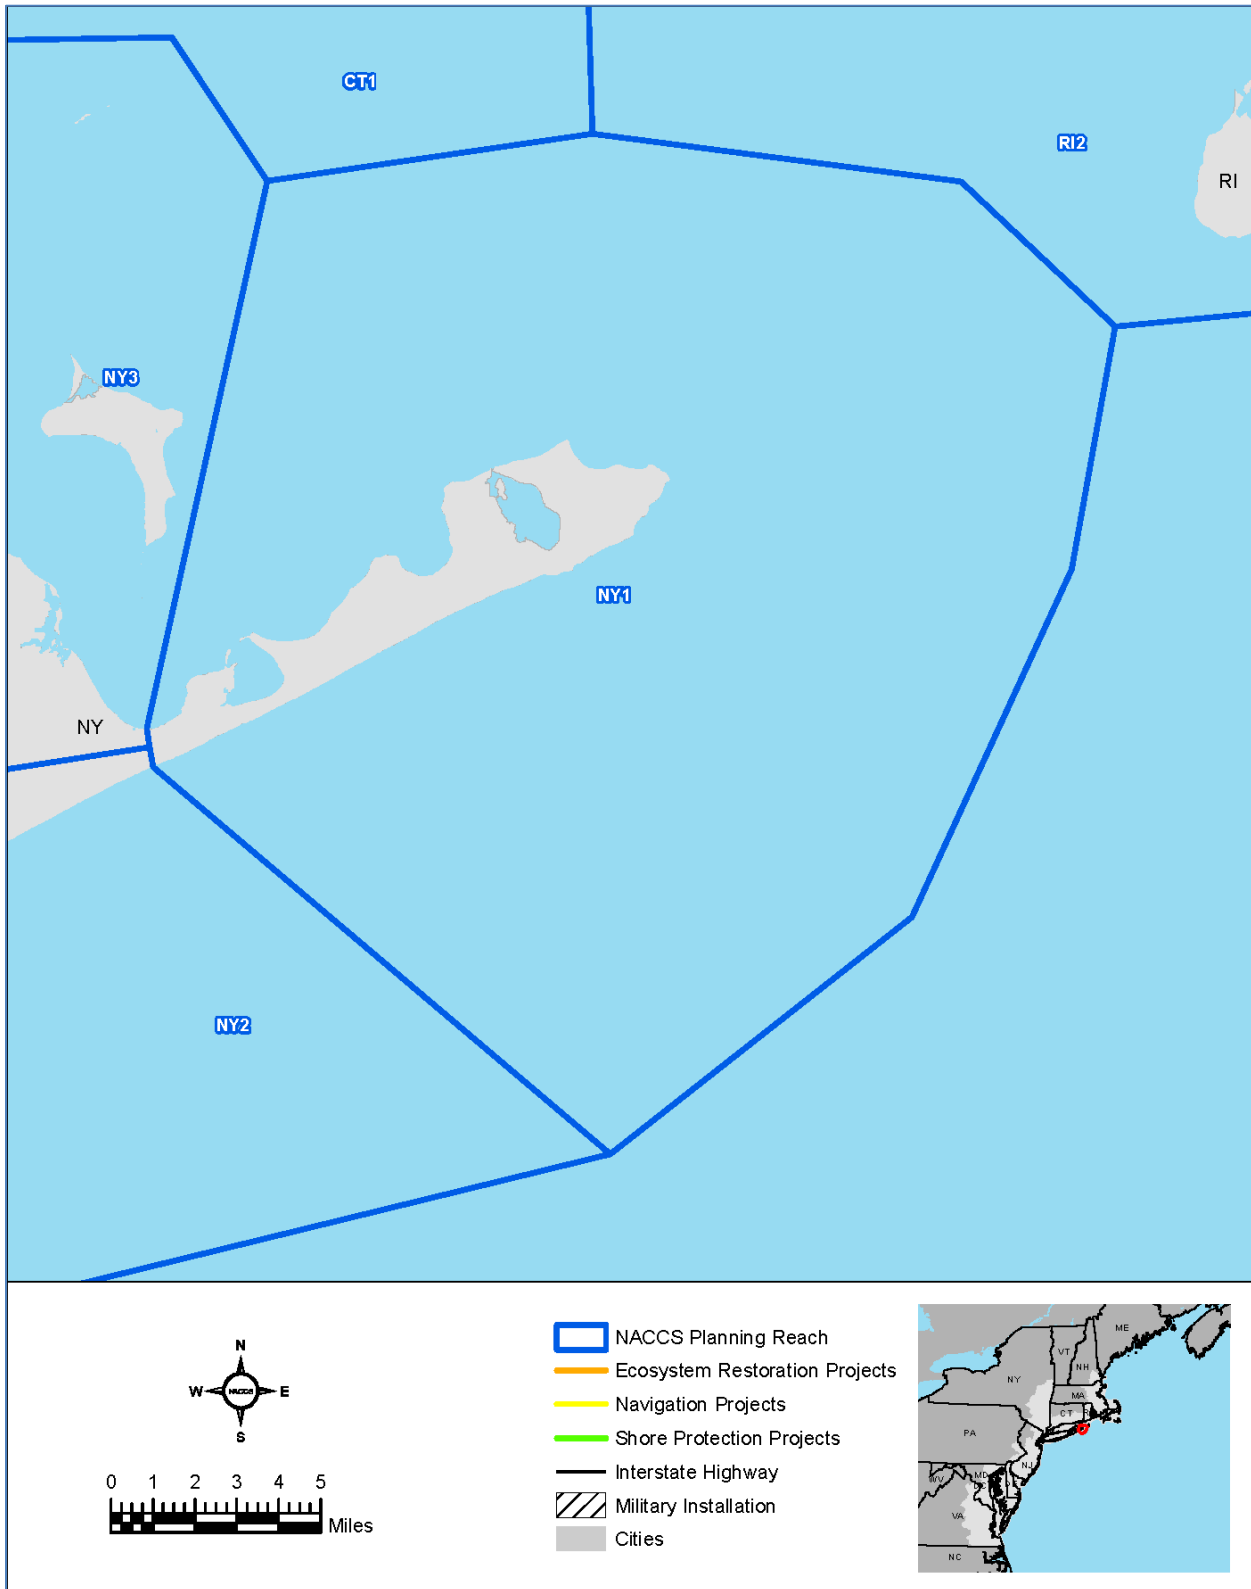 CT1
RI2
RI
NY3
NY1
NY
NY2
N
W NACCS E
S
0 1 2 3 4 5
Miles
NACCS Planning Reach
Ecosystem Restoration Projects
Navigation Projects
Shore Protection Projects
Interstate Highway
Military Installation
Cities
ME
VT
NH
NY
MA
CT
PA
NJ
MD
WV
VA
NC